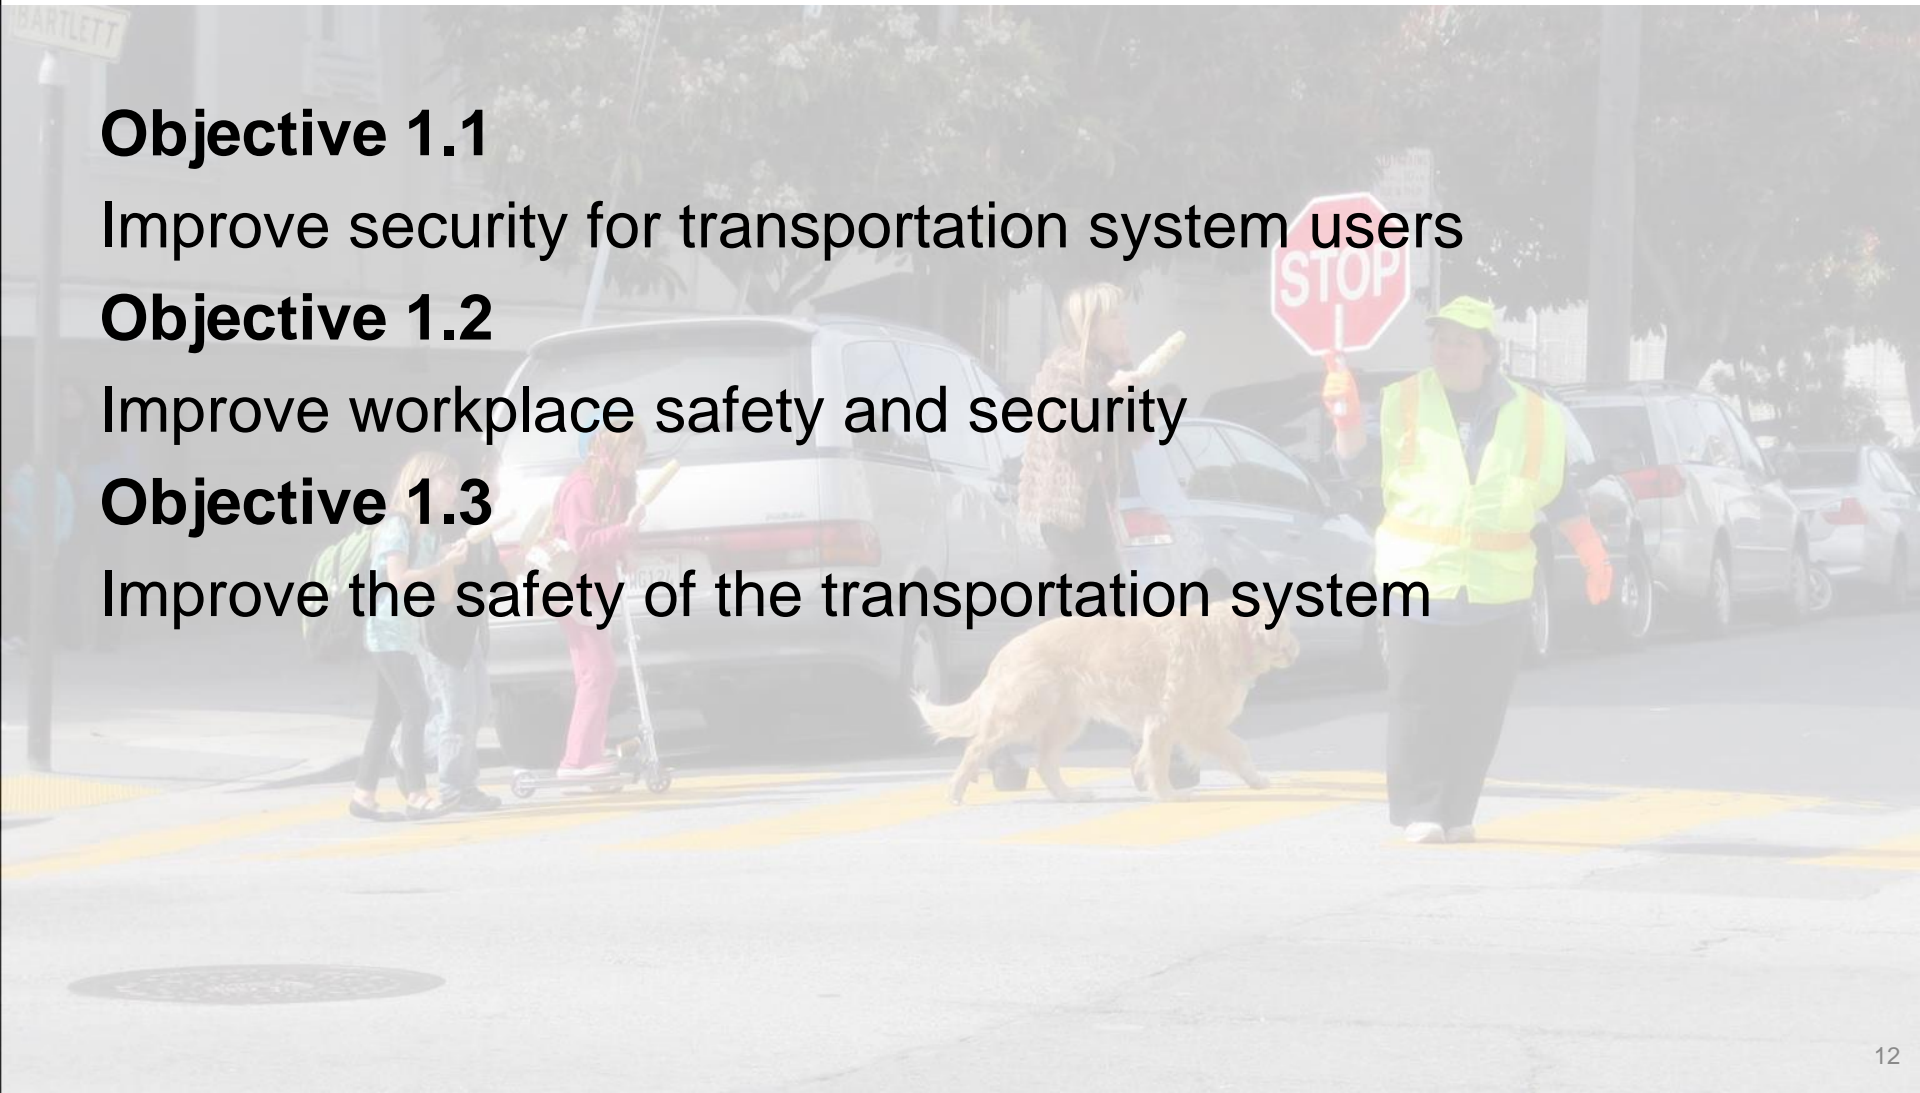 BARTLETT
Objective 1.1
Improve security for transportation system users
STOP
Objective 1.2
Improve workplace safety and security
Objective 1.3
Improve the safety of the transportation system
12